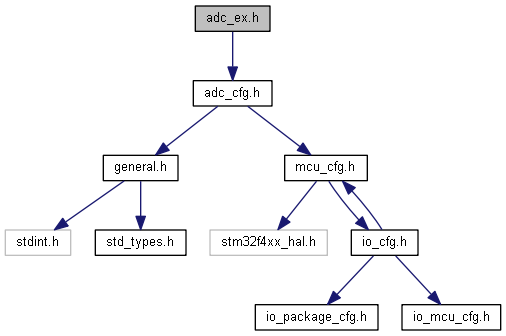 adc_ex.h
adc_cfg.h
general.h
mcu_cfg.h
stdint.h
std_types.h
stm32f4xx_hal.h
io_cfg.h
io_package_cfg.h
io_mcu_cfg.h